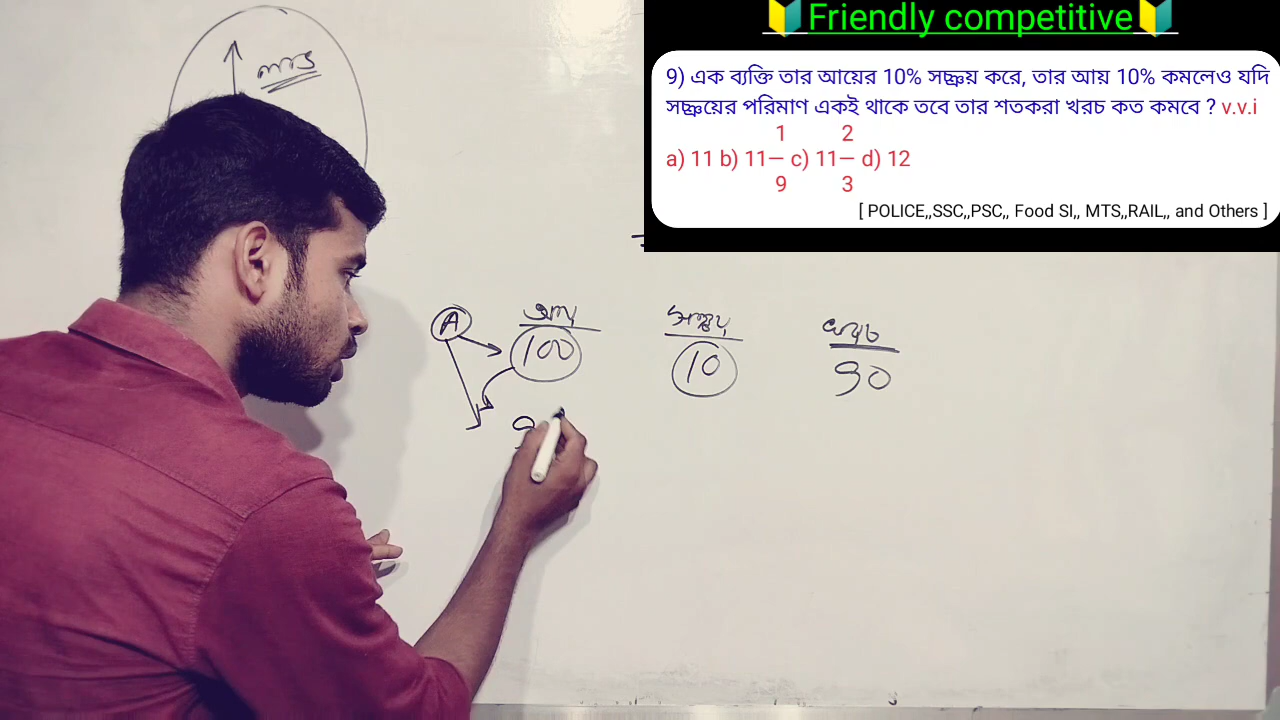 🔰Friendly competitive🔰
9) এক ব্যক্তি তার আয়ের 10% সঞ্চয় করে, তার আয় 10% কমলেও যদি
সঞ্চয়ের পরিমাণ একই থাকে তবে তার শতকরা খরচ কত কমবে ? v.v.i
1 2
a) 11 b) 11— c) 11— d) 12
9 3
[ POLICE,,SSC,,PSC,, Food SI,, MTS,,RAIL,, and Others ]
A আয় সঞ্চয় খরচ
100 10 90
9